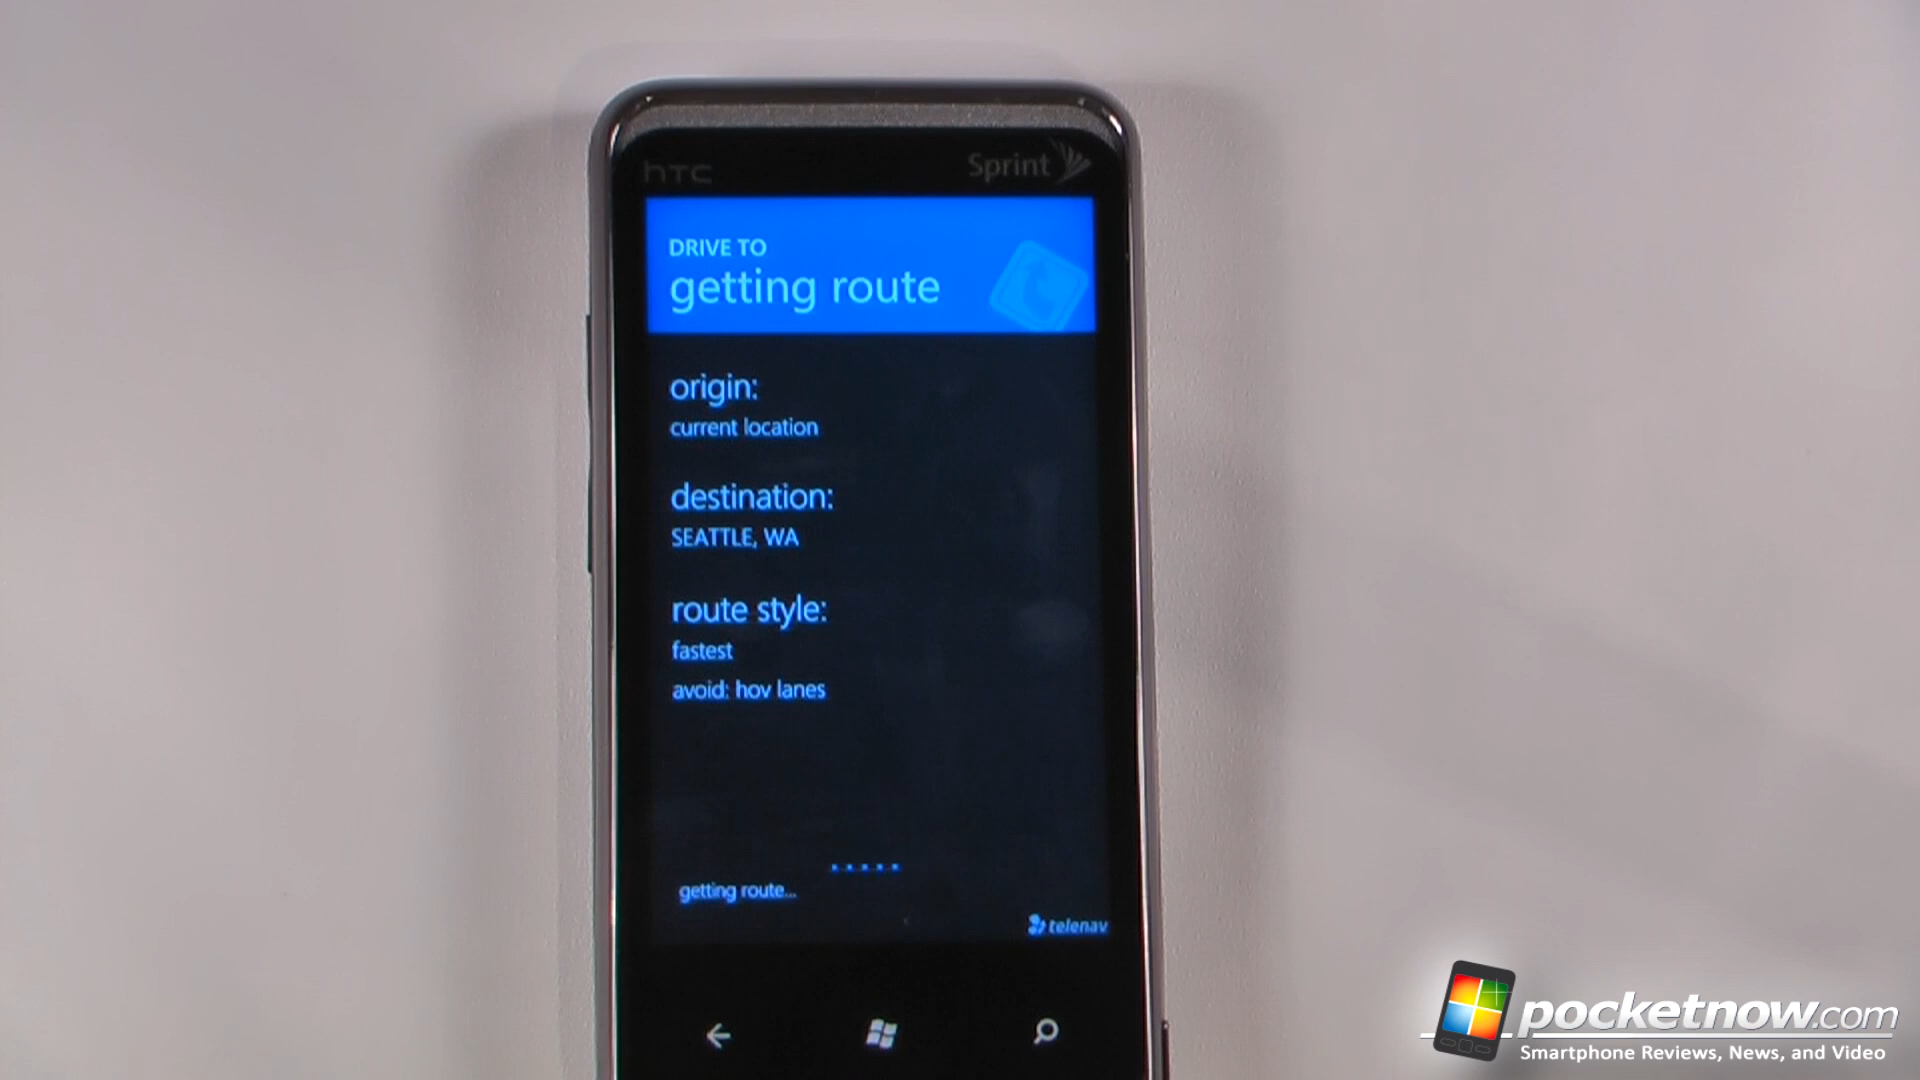 hTC
Sprint
DRIVE TO
getting route
origin:
current location
destination:
SEATTLE, WA
route style:
fastest
avoid: hov lanes
getting route...
telenav
pocketnow.com
Smartphone Reviews, News, and Video